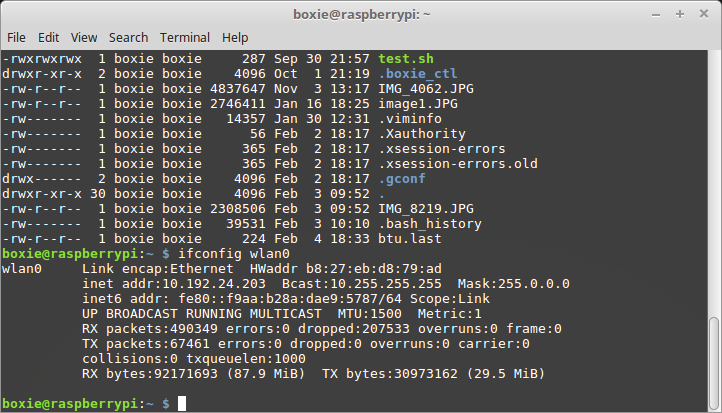 boxie@raspberrypi: ~
File Edit View Search Terminal Help
-rwxrwxrwx  1 boxie boxie     287 Sep 30 21:57 test.sh
drwxr-xr-x  2 boxie boxie    4096 Oct  1 21:19 .boxie_ctl
-rw-r--r--  1 boxie boxie 4837647 Nov  3 13:17 IMG_4062.JPG
-rw-r--r--  1 boxie boxie 2746411 Jan 16 18:25 image1.JPG
-rw-------  1 boxie boxie   14357 Jan 30 12:31 .viminfo
-rw-------  1 boxie boxie      56 Feb  2 18:17 .Xauthority
-rw-------  1 boxie boxie     365 Feb  2 18:17 .xsession-errors
-rw-------  1 boxie boxie     365 Feb  2 18:17 .xsession-errors.old
drwx------  2 boxie boxie    4096 Feb  2 18:17 .gconf
drwxr-xr-x 30 boxie boxie    4096 Feb  3 09:52 .
-rw-r--r--  1 boxie boxie 2308506 Feb  3 09:52 IMG_8219.JPG
-rw-------  1 boxie boxie   39531 Feb  3 10:10 .bash_history
-rw-r--r--  1 boxie boxie     224 Feb  4 18:33 btu.last
boxie@raspberrypi:~ $ ifconfig wlan0
wlan0     Link encap:Ethernet  HWaddr b8:27:eb:d8:79:ad
          inet addr:10.192.24.203  Bcast:10.255.255.255  Mask:255.0.0.0
          inet6 addr: fe80::f9aa:b28a:dae9:5787/64 Scope:Link
          UP BROADCAST RUNNING MULTICAST  MTU:1500  Metric:1
          RX packets:490349 errors:0 dropped:207533 overruns:0 frame:0
          TX packets:67461 errors:0 dropped:0 overruns:0 carrier:0
          collisions:0 txqueuelen:1000
          RX bytes:92171693 (87.9 MiB)  TX bytes:30973162 (29.5 MiB)
boxie@raspberrypi:~ $